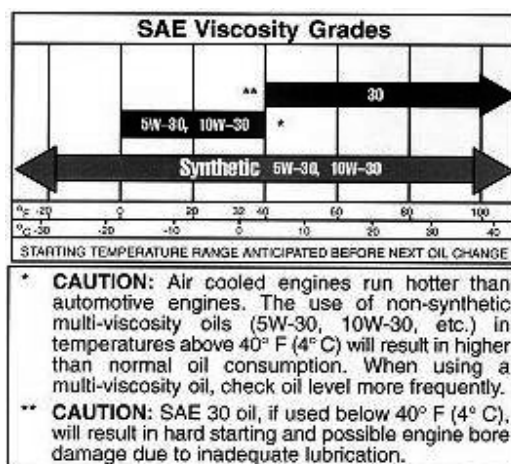 SAE Viscosity Grades
** 30
5W–30, 10W–30 *
Synthetic 5W–30, 10W–30
°F -20 0 20 32 40 60 80 100
°C -30 -20 -10 0 10 20 30 40
STARTING TEMPERATURE RANGE ANTICIPATED BEFORE NEXT OIL CHANGE
* CAUTION: Air cooled engines run hotter than
automotive engines. The use of non-synthetic
multi-viscosity oils (5W-30, 10W-30, etc.) in
temperatures above 40° F (4° C) will result in higher
than normal oil consumption. When using a
multi-viscosity oil, check oil level more frequently.
** CAUTION: SAE 30 oil, if used below 40° F (4° C),
will result in hard starting and possible engine bore
damage due to inadequate lubrication.